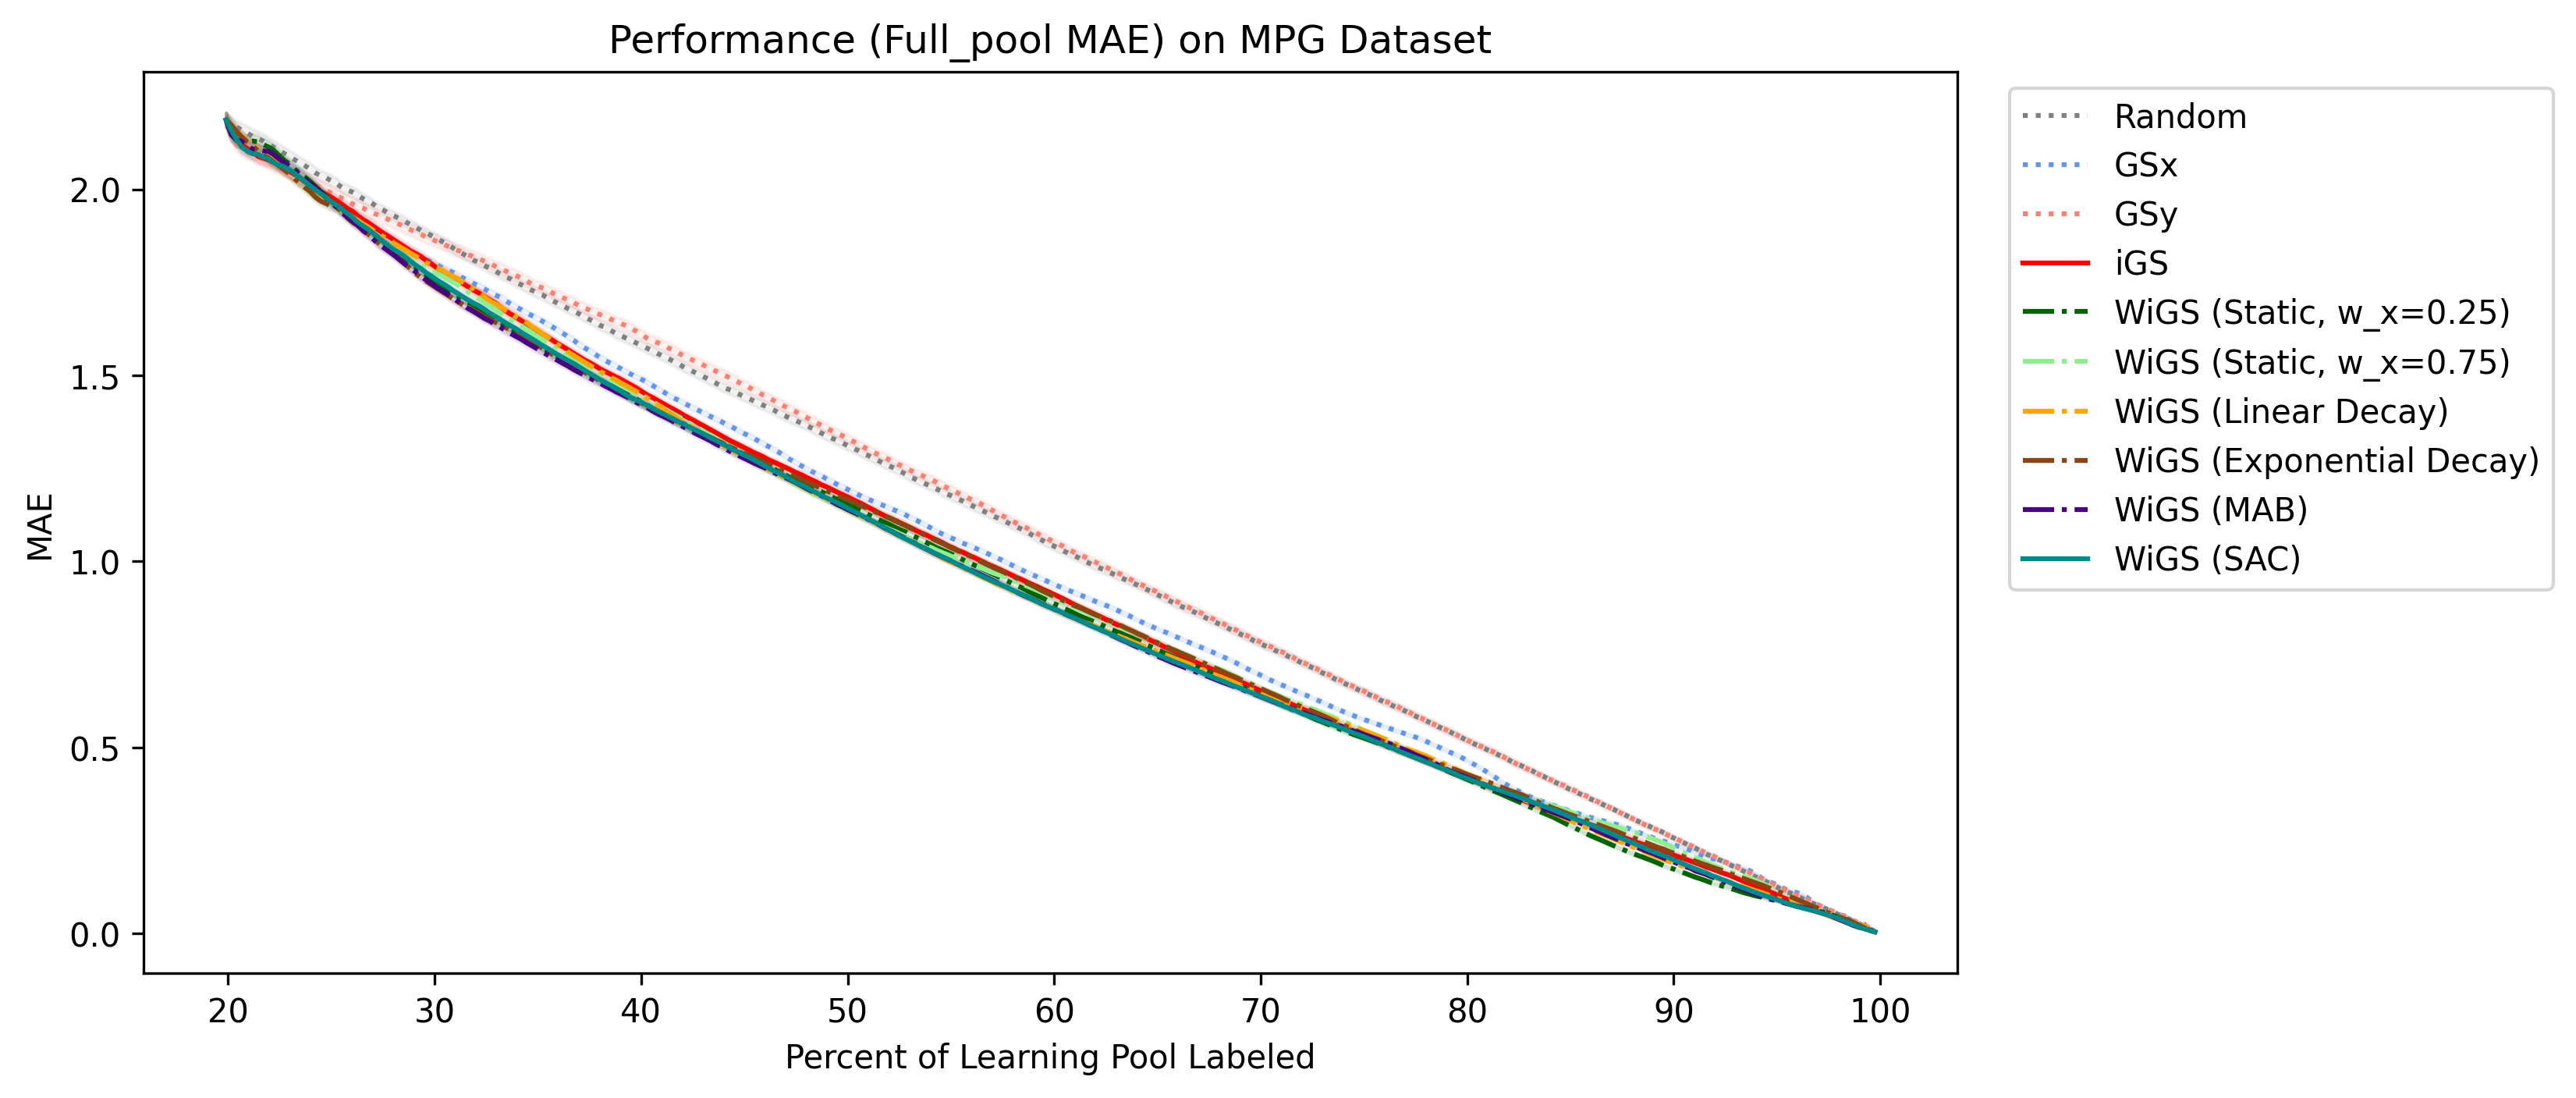 Performance (Full_pool MAE) on MPG Dataset
MAE
2.0
1.5
1.0
0.5
0.0
20 30 40 50 60 70 80 90 100
Percent of Learning Pool Labeled
Random
GSx
GSy
iGS
WiGS (Static, w_x=0.25)
WiGS (Static, w_x=0.75)
WiGS (Linear Decay)
WiGS (Exponential Decay)
WiGS (MAB)
WiGS (SAC)